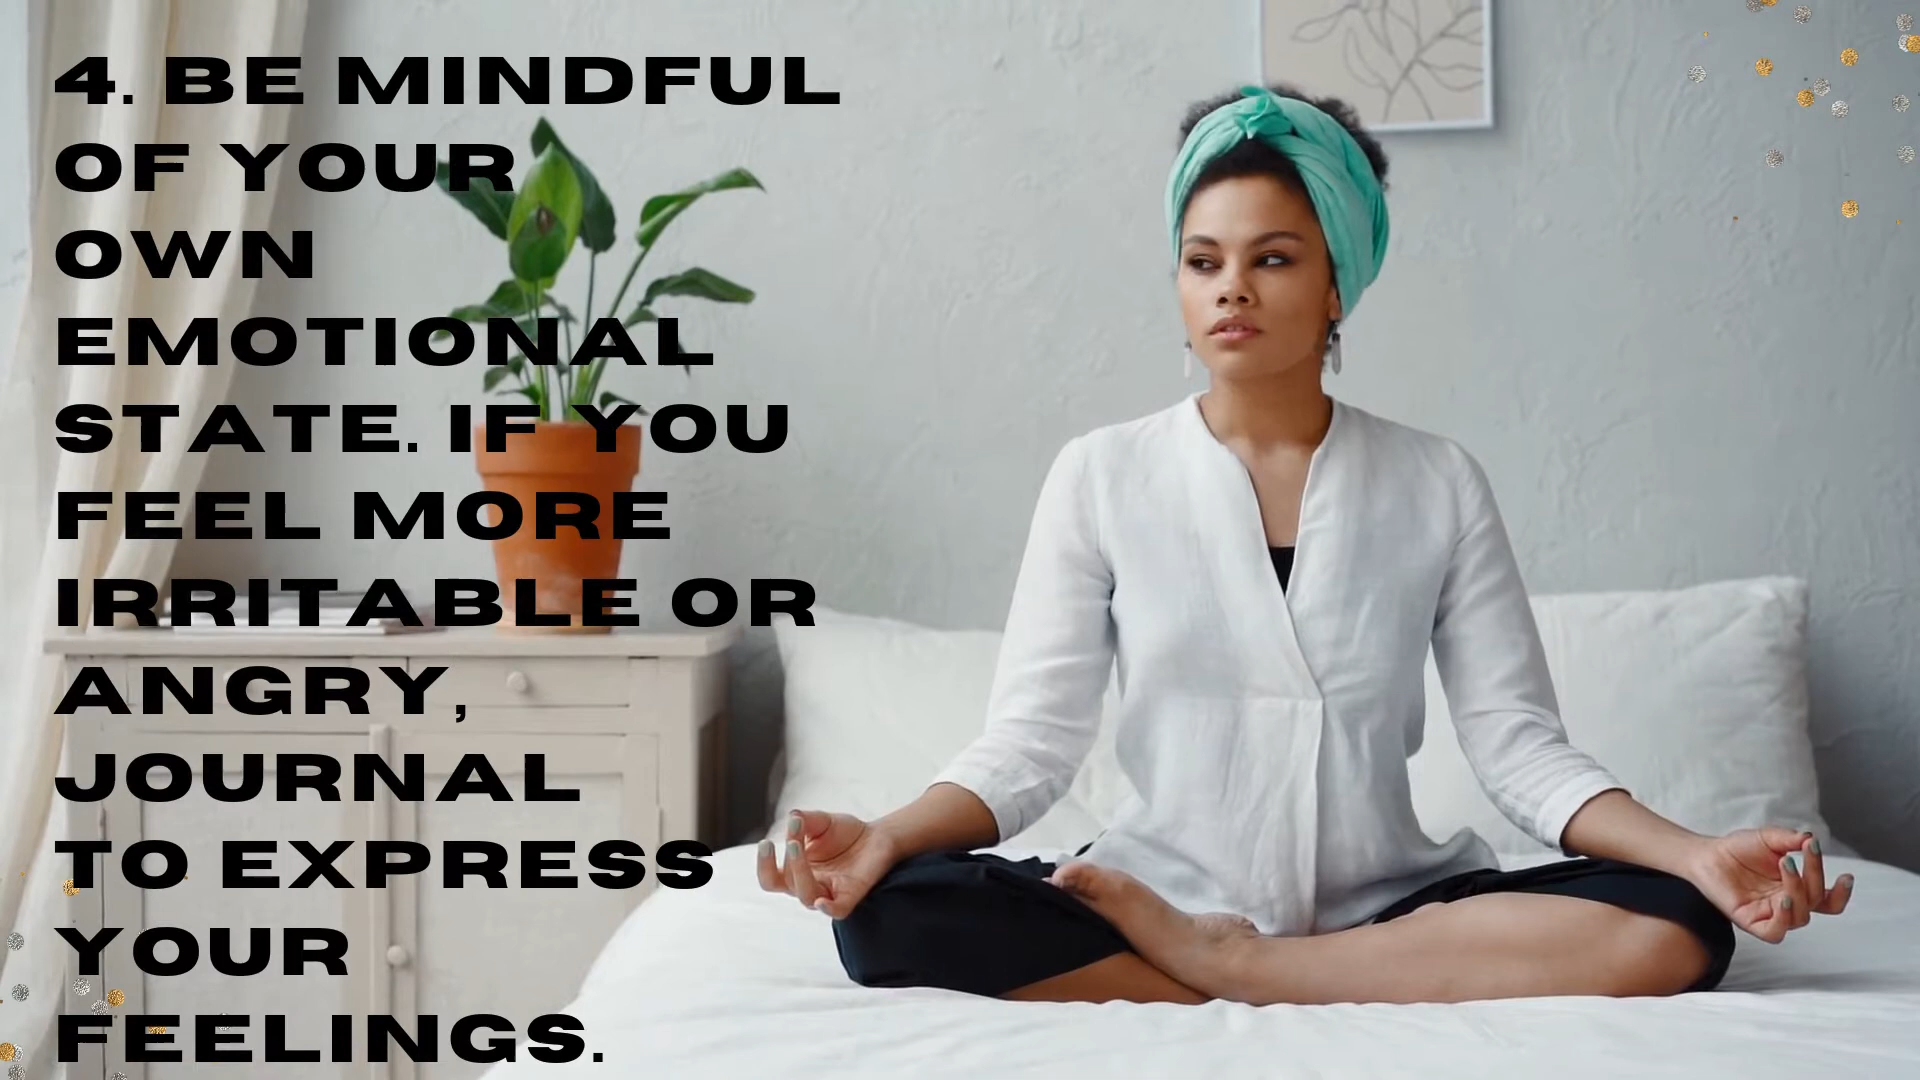 4. BE MINDFUL
OF YOUR
OWN
EMOTIONAL
STATE. IF YOU
FEEL MORE
IRRITABLE OR
ANGRY,
JOURNAL
TO EXPRESS
YOUR
FEELINGS.